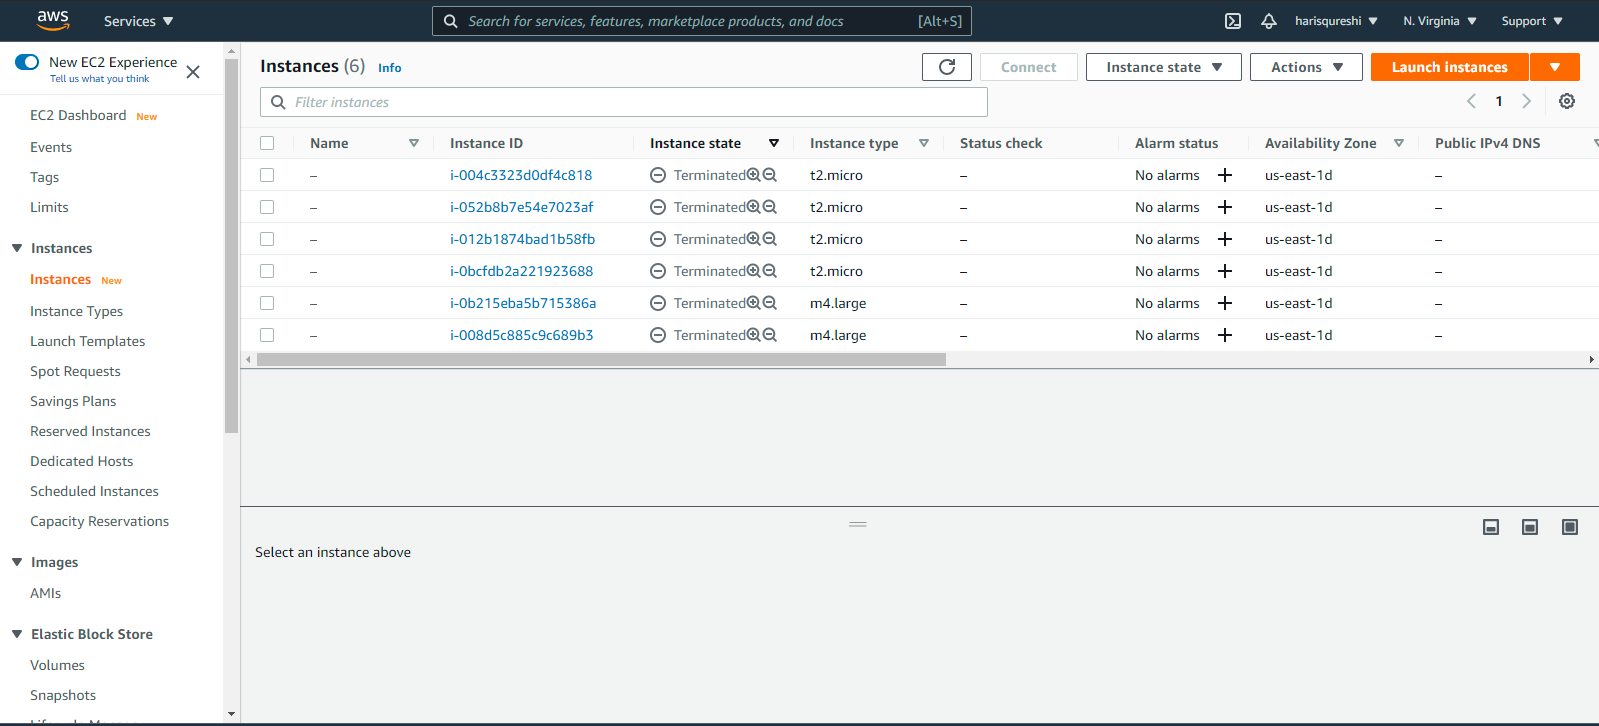 aws Services Search for services, features, marketplace products, and docs [Alt+S] harisqureshi N. Virginia Support
New EC2 Experience
Tell us what you think
EC2 Dashboard New
Events
Tags
Limits
Instances
Instances New
Instance Types
Launch Templates
Spot Requests
Savings Plans
Reserved Instances
Dedicated Hosts
Scheduled Instances
Capacity Reservations
Images
AMIs
Elastic Block Store
Volumes
Snapshots
Instances (6) Info Connect Instance state Actions Launch instances
Filter instances 1
Name Instance ID Instance state Instance type Status check Alarm status Availability Zone Public IPv4 DNS
– i-004c3323d0df4c818 Terminated t2.micro – No alarms + us-east-1d –
– i-052b8b7e54e7023af Terminated t2.micro – No alarms + us-east-1d –
– i-012b1874bad1b58fb Terminated t2.micro – No alarms + us-east-1d –
– i-0bcfdb2a221923688 Terminated t2.micro – No alarms + us-east-1d –
– i-0b215eba5b715386a Terminated m4.large – No alarms + us-east-1d –
– i-008d5c885c9c689b3 Terminated m4.large – No alarms + us-east-1d –
Select an instance above